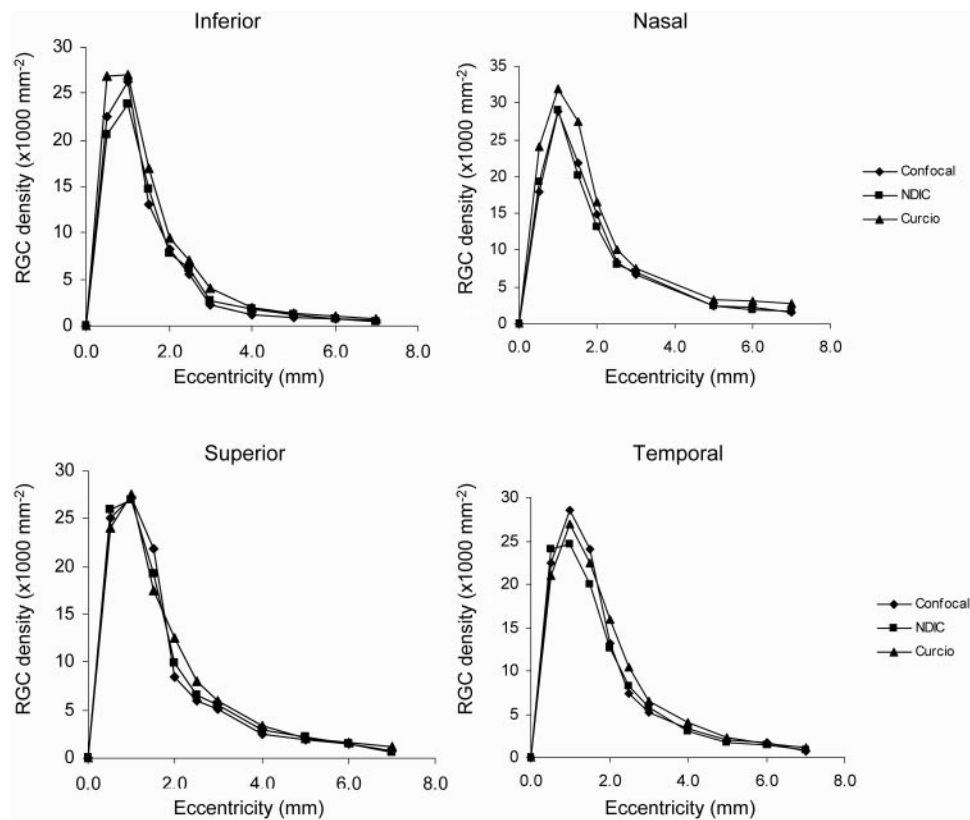 Inferior
Nasal
RGC density (x1000 mm-2)
30
25
20
15
10
5
0
0.0
2.0
4.0
6.0
8.0
Eccentricity (mm)
RGC density (x1000 mm-2)
35
30
25
20
15
10
5
0
0.0
2.0
4.0
6.0
8.0
Eccentricity (mm)
Confocal
NDIC
Curcio
Superior
Temporal
RGC density (x1000 mm-2)
30
25
20
15
10
5
0
0.0
2.0
4.0
6.0
8.0
Eccentricity (mm)
RGC density (x1000 mm-2)
30
25
20
15
10
5
0
0.0
2.0
4.0
6.0
8.0
Eccentricity (mm)
Confocal
NDIC
Curcio